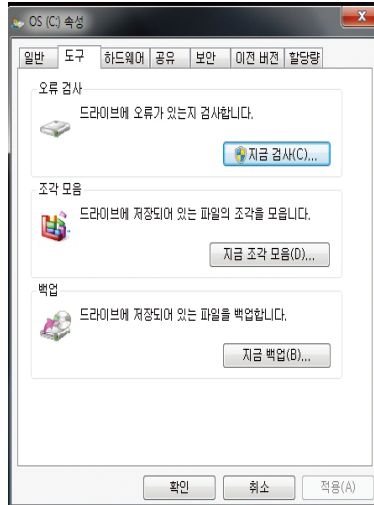 OS (C:) 속성
일반 도구 하드웨어 공유 보안 이전 버전 할당량
오류 검사
드라이브에 오류가 있는지 검사합니다.
지금 검사(C)...
조각 모음
드라이브에 저장되어 있는 파일의 조각을 모읍니다.
지금 조각 모음(D)...
백업
드라이브에 저장되어 있는 파일을 백업합니다.
지금 백업(B)...
확인 취소 적용(A)